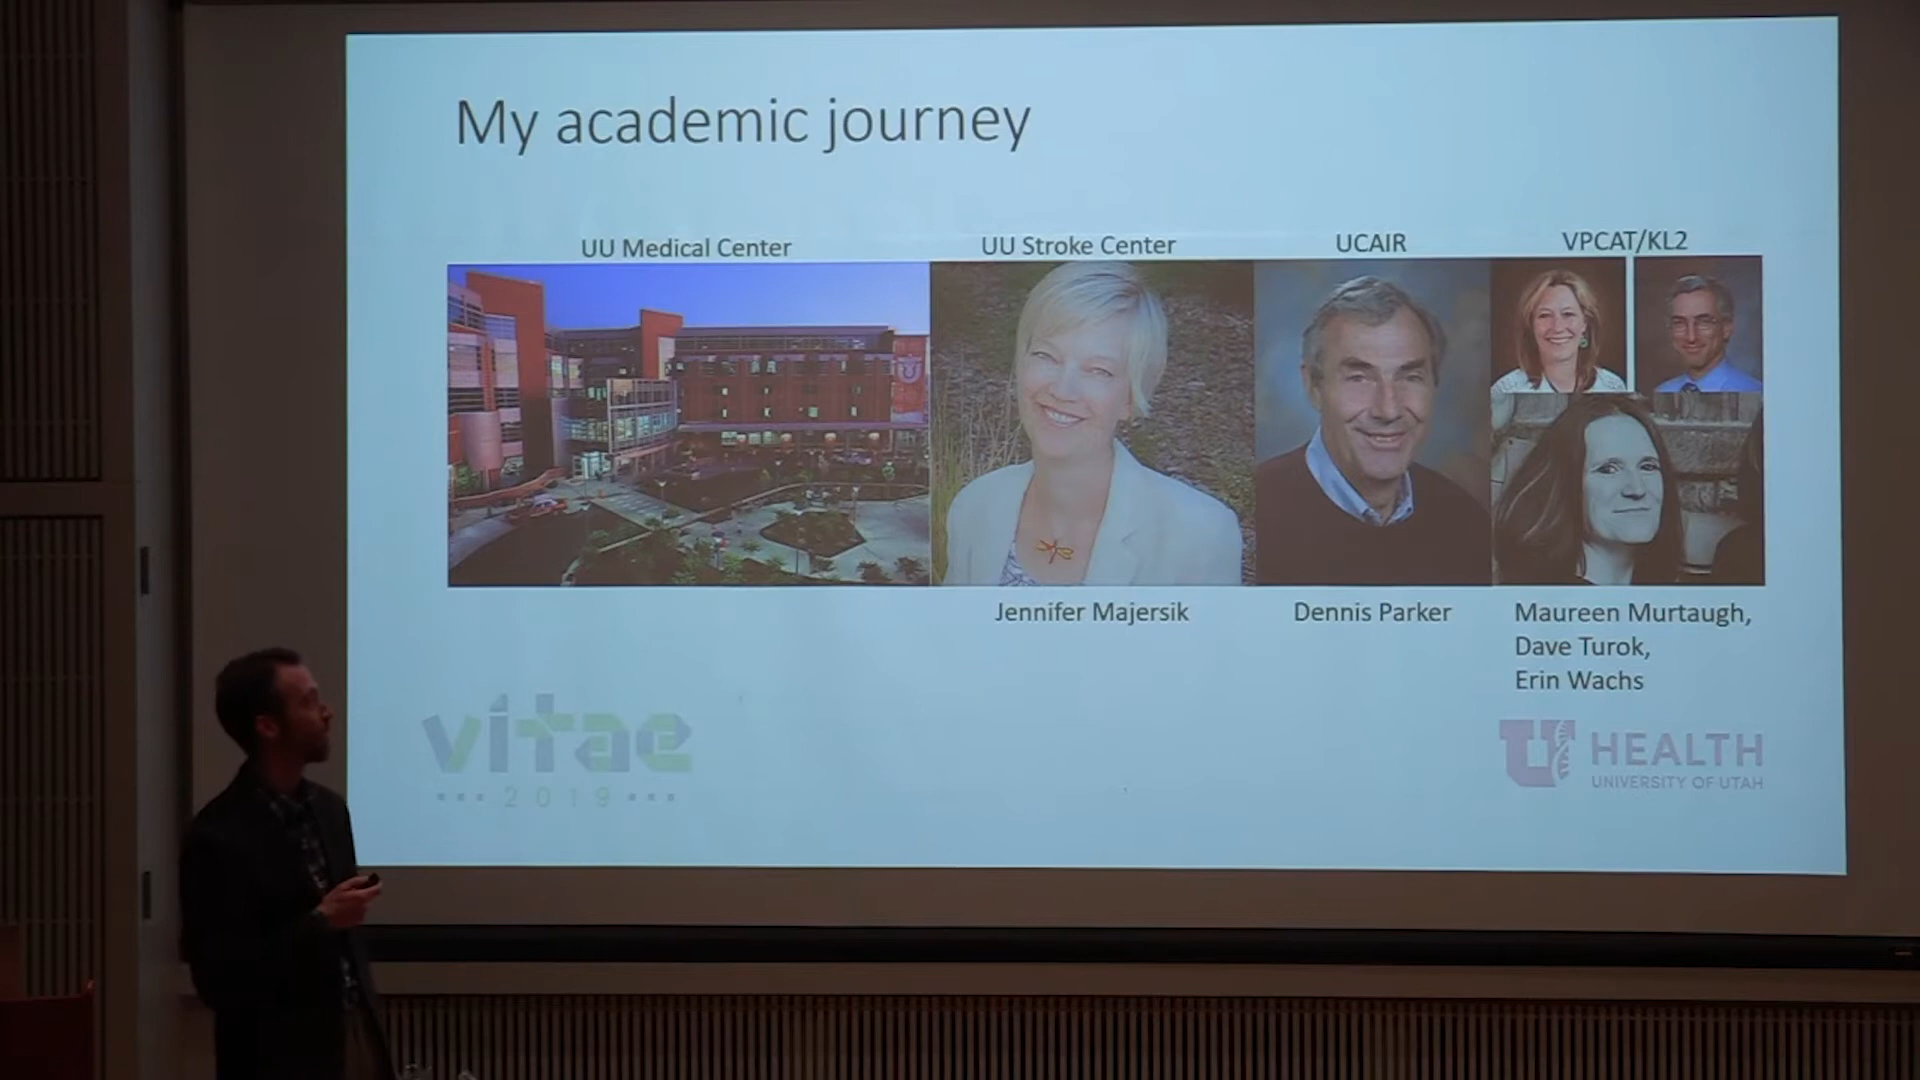 My academic journey
UU Medical Center
UU Stroke Center
UCAIR
VPCAT/KL2
Jennifer Majersik
Dennis Parker
Maureen Murtaugh,
Dave Turok,
Erin Wachs
vitae
2019
U HEALTH
UNIVERSITY OF UTAH